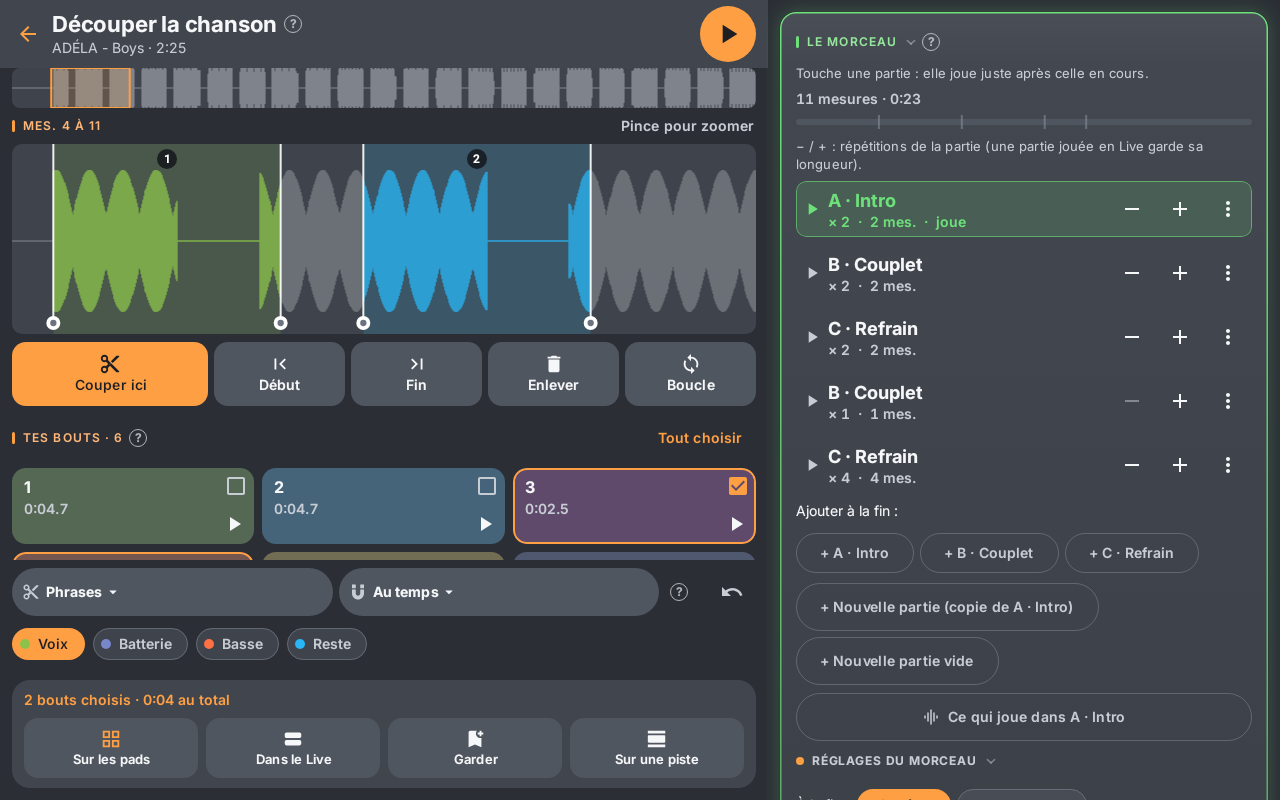 Découper la chanson ?
ADÉLA - Boys · 2:25
MES. 4 À 11
Pince pour zoomer
1
2
Couper ici
Début
Fin
Enlever
Boucle
TES BOUTS · 6 ?
Tout choisir
1
0:04.7
2
0:04.7
3
0:02.5
Phrases
Au temps
?
Voix
Batterie
Basse
Reste
2 bouts choisis · 0:04 au total
Sur les pads
Dans le Live
Garder
Sur une piste
LE MORCEAU ?
Touche une partie : elle joue juste après celle en cours.
11 mesures · 0:23
− / + : répétitions de la partie (une partie jouée en Live garde sa
longueur).
A · Intro
× 2 · 2 mes. · joue
B · Couplet
× 2 · 2 mes.
C · Refrain
× 2 · 2 mes.
B · Couplet
× 1 · 1 mes.
C · Refrain
× 4 · 4 mes.
Ajouter à la fin :
+ A · Intro
+ B · Couplet
+ C · Refrain
+ Nouvelle partie (copie de A · Intro)
+ Nouvelle partie vide
Ce qui joue dans A · Intro
RÉGLAGES DU MORCEAU